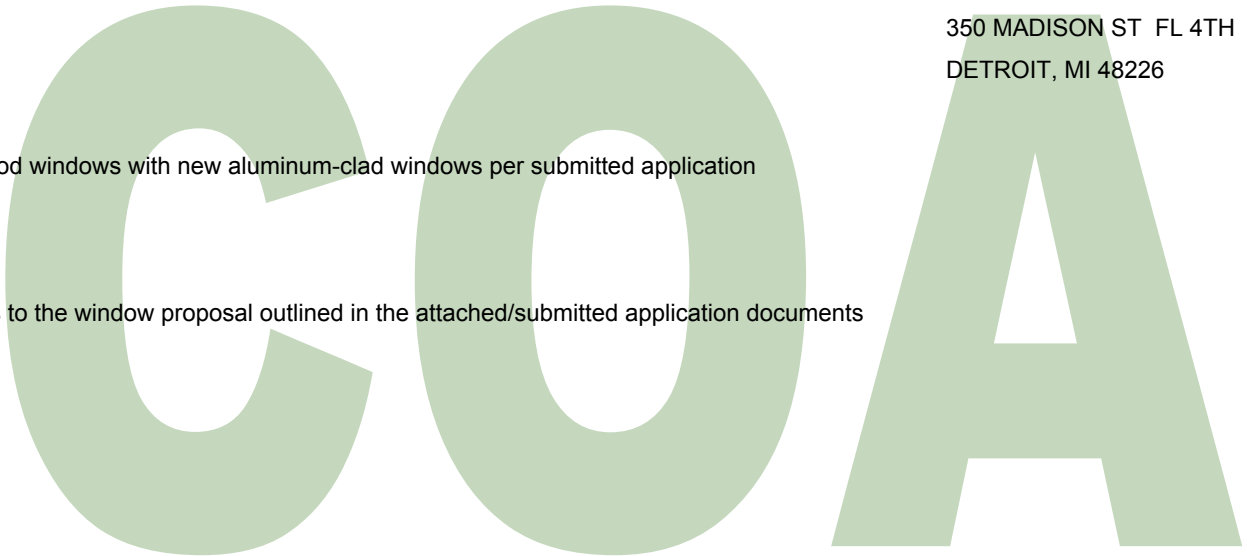 350 MADISON ST FL 4TH
DETROIT, MI 48226
windows with new aluminum-clad windows per submitted application
to the window proposal outlined in the attached/submitted application documents
COA